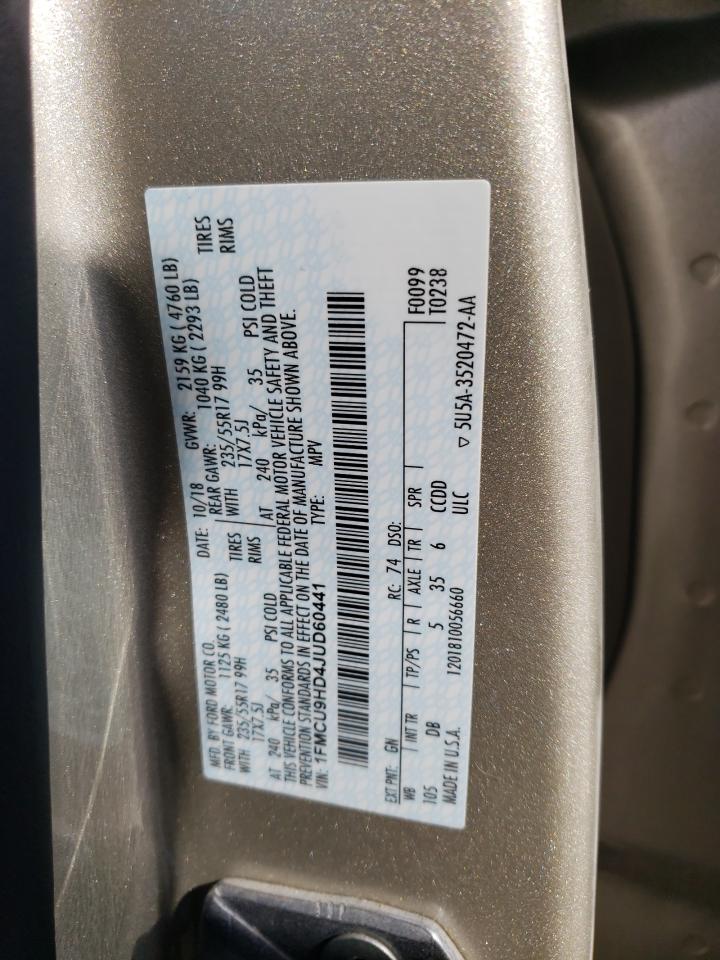 MFD. BY FORD MOTOR CO.
DATE: 10/18 GVWR: 2159 KG ( 4760 LB)
FRONT GAWR: 1125 KG ( 2480 LB) REAR GAWR: 1040 KG ( 2293 LB)
WITH 235/55R17 99H TIRES WITH 235/55R17 99H TIRES
17X7.5J RIMS 17X7.5J RIMS
AT 240 kPa/ 35 PSI COLD AT 240 kPa/ 35 PSI COLD
THIS VEHICLE CONFORMS TO ALL APPLICABLE FEDERAL MOTOR VEHICLE SAFETY AND THEFT
PREVENTION STANDARDS IN EFFECT ON THE DATE OF MANUFACTURE SHOWN ABOVE.
VIN: 1FMCU9HD4JUD60441 TYPE: MPV
EXT PNT: GN RC: 74 DSO: F0099
WB INT TR TP/PS R AXLE TR SPR T0238
105 DB 5 35 6 CCDD
MADE IN U.S.A. 1201810056660 ULC ▽ 5U5A-3520472-AA